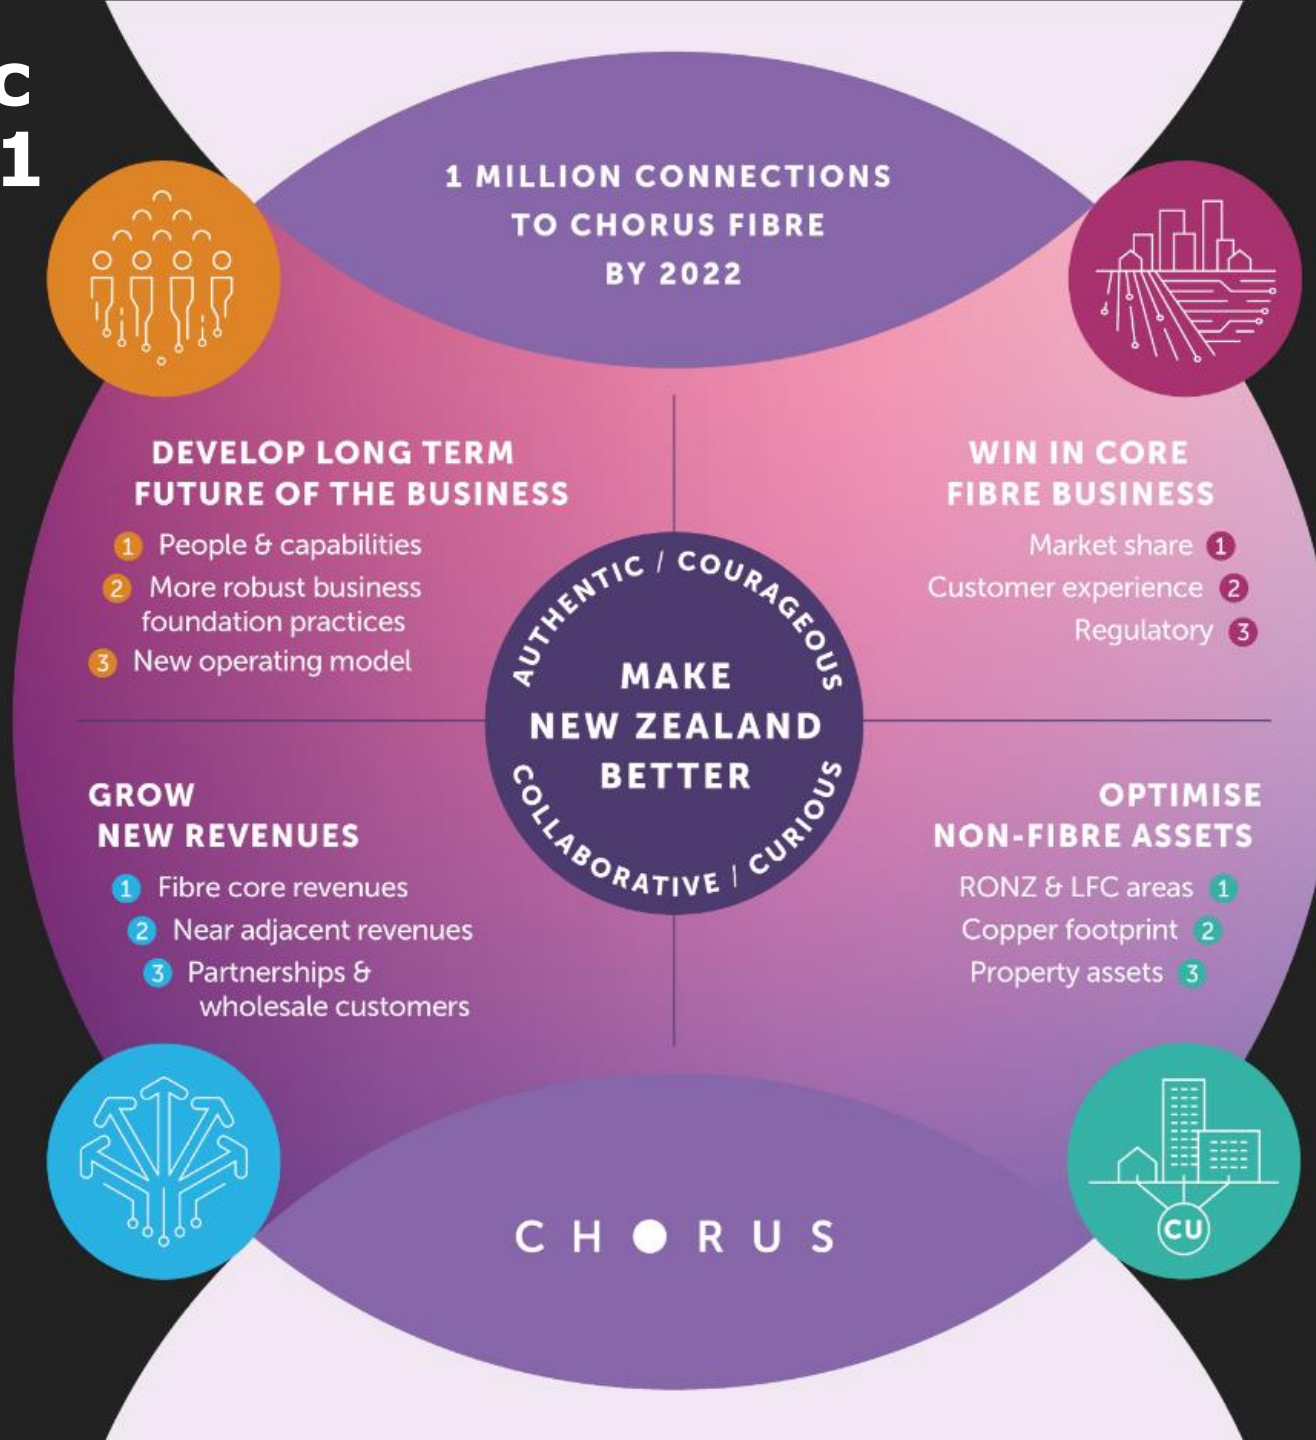 C
1
1 MILLION CONNECTIONS
TO CHORUS FIBRE
BY 2022
DEVELOP LONG TERM
FUTURE OF THE BUSINESS
1 People & capabilities
2 More robust business
foundation practices
3 New operating model
WIN IN CORE
FIBRE BUSINESS
Market share 1
Customer experience 2
Regulatory 3
AUTHENTIC / COURAGEOUS
MAKE
NEW ZEALAND
BETTER
COLLABORATIVE / CURIOUS
GROW
NEW REVENUES
1 Fibre core revenues
2 Near adjacent revenues
3 Partnerships &
wholesale customers
OPTIMISE
NON-FIBRE ASSETS
RONZ & LFC areas 1
Copper footprint 2
Property assets 3
CHORUS
CU